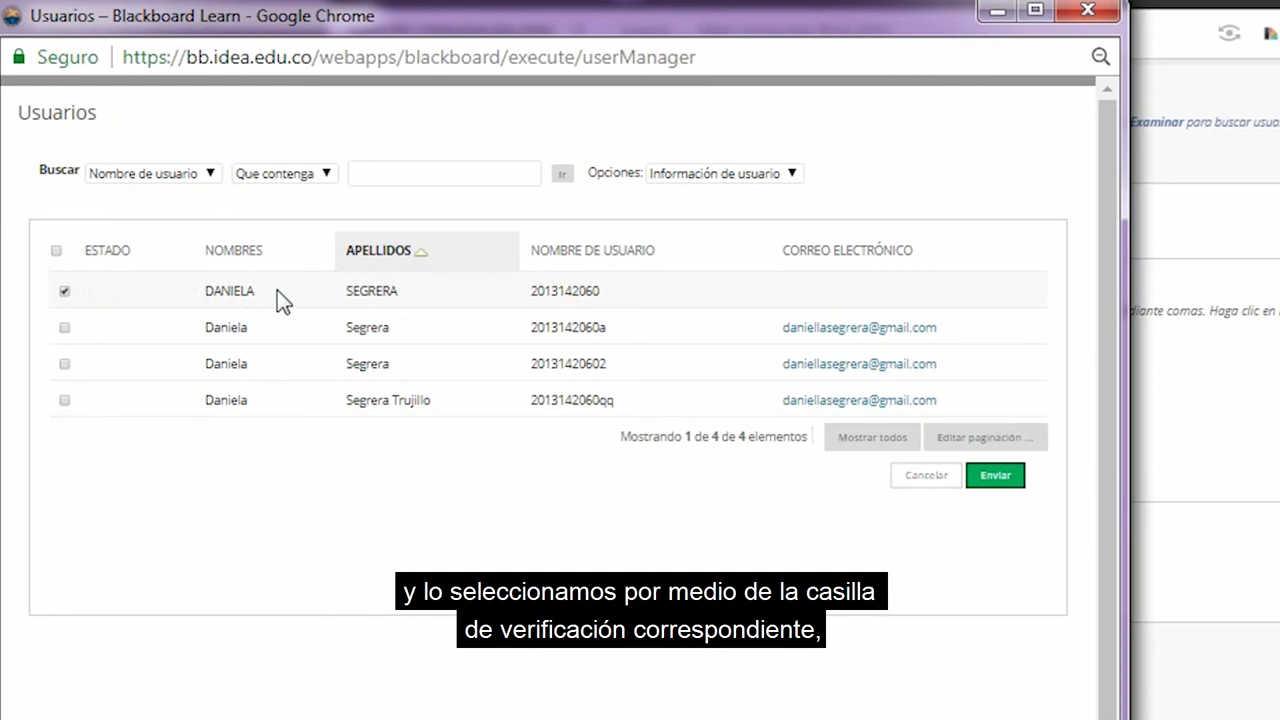 Usuarios – Blackboard Learn - Google Chrome
Seguro https://bb.idea.edu.co/webapps/blackboard/execute/userManager
Usuarios
Examinar para buscar usua
Buscar Nombre de usuario Que contenga Ir Opciones: Información de usuario
ESTADO NOMBRES APELLIDOS NOMBRE DE USUARIO CORREO ELECTRÓNICO
DANIELA SEGRERA 2013142060
diante comas. Haga clic en
Daniela Segrera 2013142060a daniellasegrera@gmail.com
Daniela Segrera 20131420602 daniellasegrera@gmail.com
Daniela Segrera Trujillo 2013142060qq daniellasegrera@gmail.com
Mostrando 1 de 4 de 4 elementos Mostrar todos Editar paginación ...
Cancelar Enviar
y lo seleccionamos por medio de la casilla
de verificación correspondiente,